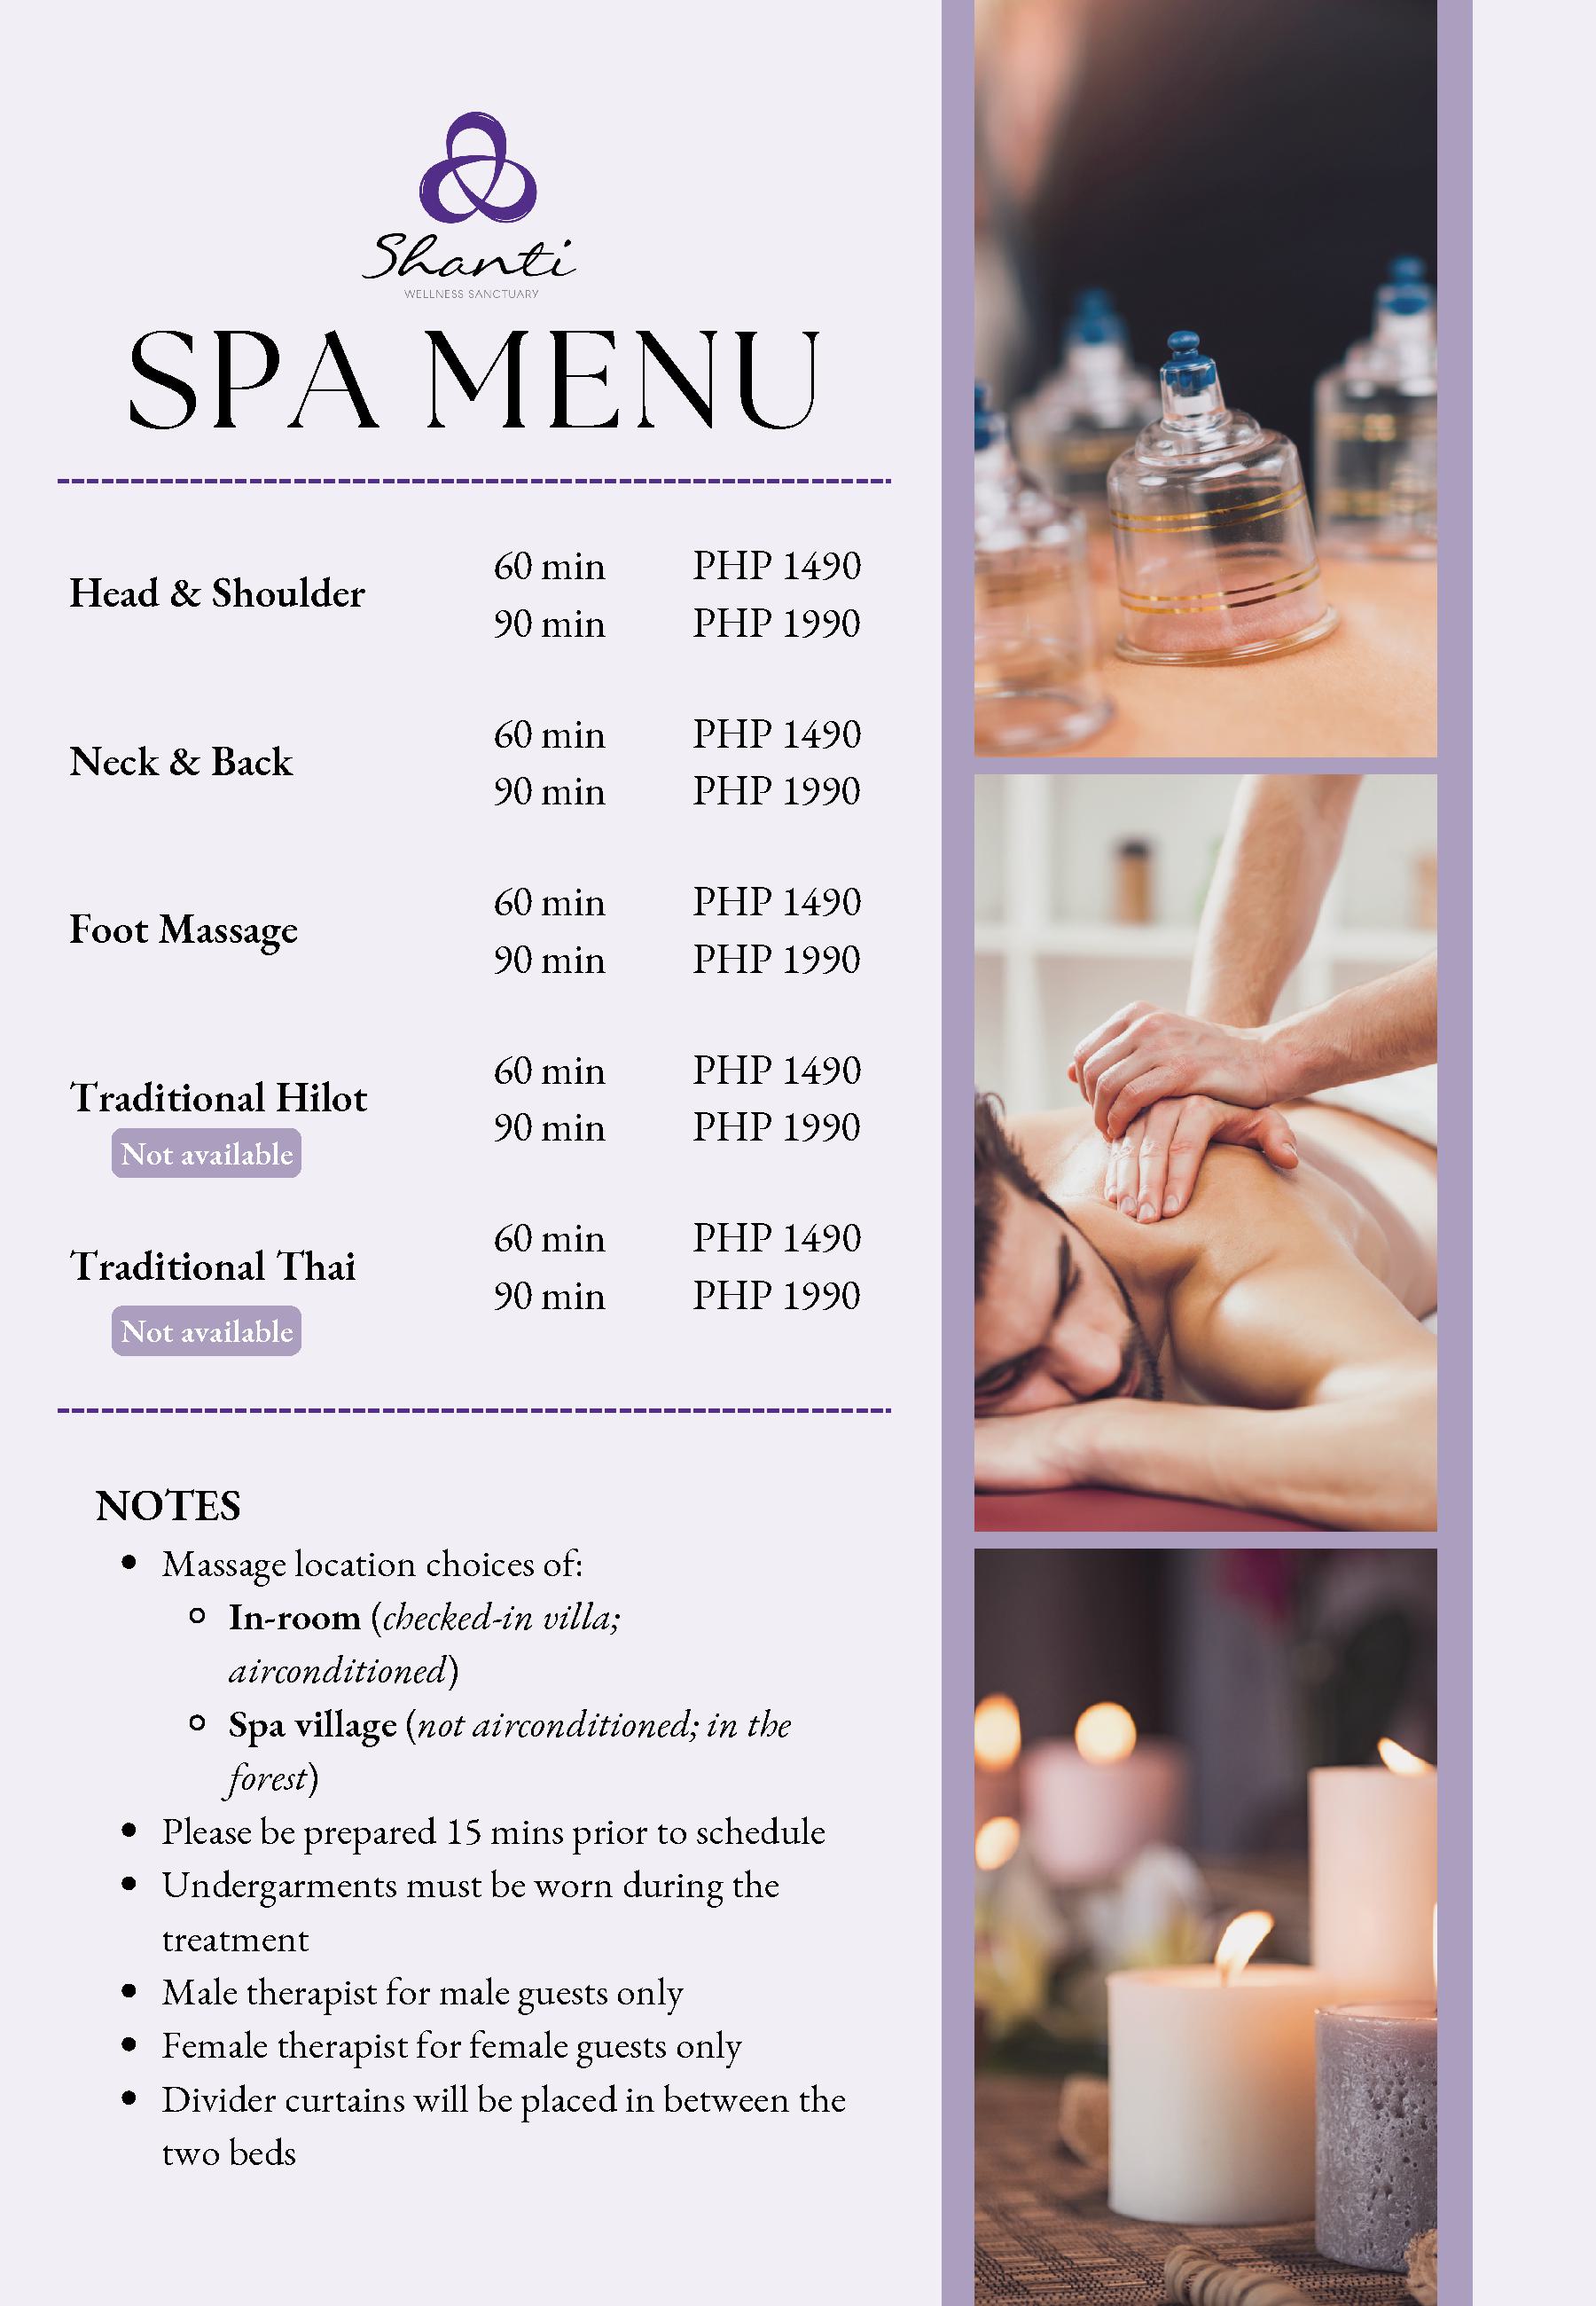 Shanti
WELLNESS SANCTUARY
SPA MENU
Head & Shoulder
60 min PHP 1490
90 min PHP 1990
Neck & Back
60 min PHP 1490
90 min PHP 1990
Foot Massage
60 min PHP 1490
90 min PHP 1990
Traditional Hilot
Not available
60 min PHP 1490
90 min PHP 1990
Traditional Thai
Not available
60 min PHP 1490
90 min PHP 1990
NOTES
• Massage location choices of:
○ In-room (checked-in villa;
airconditioned)
○ Spa village (not airconditioned; in the
forest)
• Please be prepared 15 mins prior to schedule
• Undergarments must be worn during the
treatment
• Male therapist for male guests only
• Female therapist for female guests only
• Divider curtains will be placed in between the
two beds